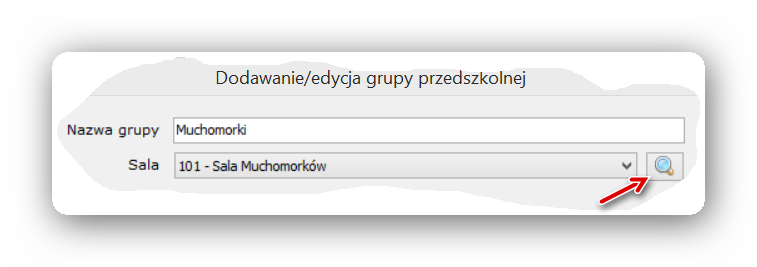 Dodawanie/edycja grupy przedszkolnej
Nazwa grupy Muchomorki
Sala 101 - Sala Muchomorków